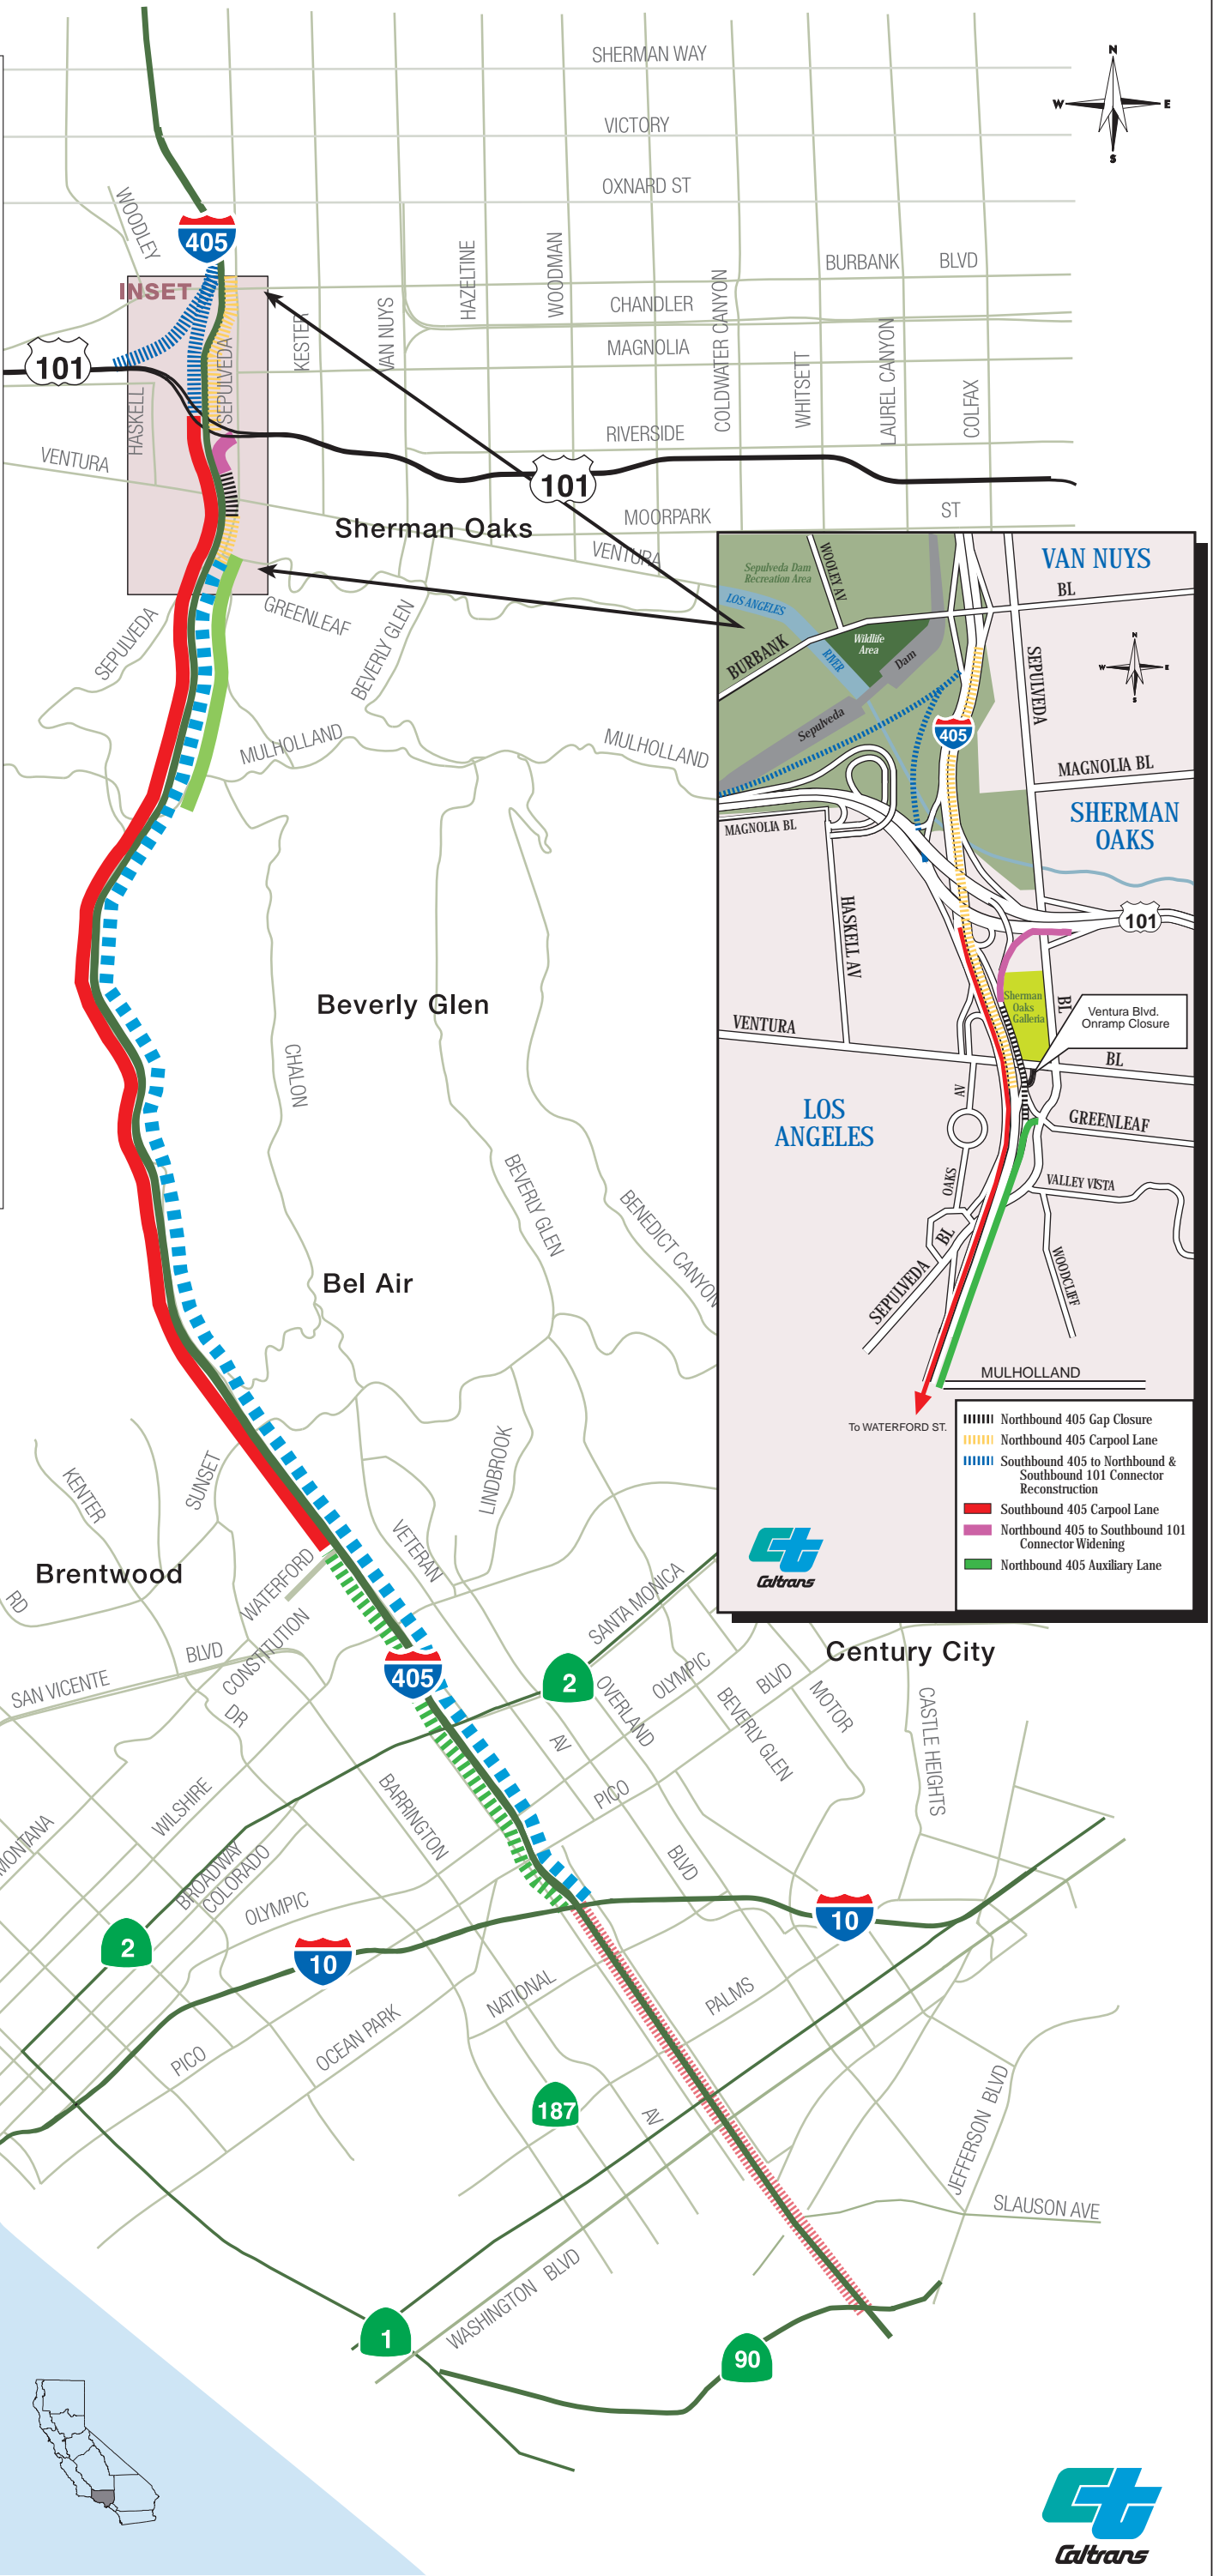 SHERMAN WAY
VICTORY
OXNARD ST
WOODLEY
405
BURBANK BLVD
INSET
HAZELTINE
WOODMAN
CHANDLER
COLDWATER CANYON
KESTER
VAN NUYS
MAGNOLIA
LAUREL CANYON
WHITSETT
COLFAX
101
SEPULVEDA
HASKELL
RIVERSIDE
VENTURA
101
MOORPARK
ST
Sherman Oaks
VENTURA
GREENLEAF
SEPULVEDA
BEVERLY GLEN
MULHOLLAND
MULHOLLAND
Beverly Glen
CHALON
BEVERLY GLEN
BENEDICT CANYON
Bel Air
KENTER
SUNSET
LINDBROOK
VETERAN
Brentwood
RD
WATERFORD
CONSTITUTION
DR
SAN VICENTE
BLVD
405
SANTA MONICA
2
OVERLAND
AV
OLYMPIC
BLVD
BEVERLY GLEN
MOTOR
Century City
CASTLE HEIGHTS
PICO
BLVD
BARRINGTON
WILSHIRE
MONTANA
BROADWAY
COLORADO
OLYMPIC
2
10
10
NATIONAL
PALMS
OCEAN PARK
PICO
187
AV
JEFFERSON BLVD
SLAUSON AVE
WASHINGTON BLVD
1
90
Caltrans
N
W
E
S
VAN NUYS
BL
WOOLEY AV
Sepulveda Dam
Recreation Area
LOS ANGELES
RIVER
BURBANK
Wildlife
Area
Dam
Sepulveda
SEPULVEDA
N
W
E
S
405
MAGNOLIA BL
SHERMAN
OAKS
MAGNOLIA BL
HASKELL AV
101
Sherman
Oaks
Galleria
BL
Ventura Blvd.
Onramp Closure
VENTURA
BL
LOS
ANGELES
AV
OAKS
GREENLEAF
VALLEY VISTA
WOODCLIFF
SEPULVEDA
BL
MULHOLLAND
To WATERFORD ST.
Northbound 405 Gap Closure
Northbound 405 Carpool Lane
Southbound 405 to Northbound &
Southbound 101 Connector
Reconstruction
Southbound 405 Carpool Lane
Northbound 405 to Southbound 101
Connector Widening
Northbound 405 Auxiliary Lane
Caltrans